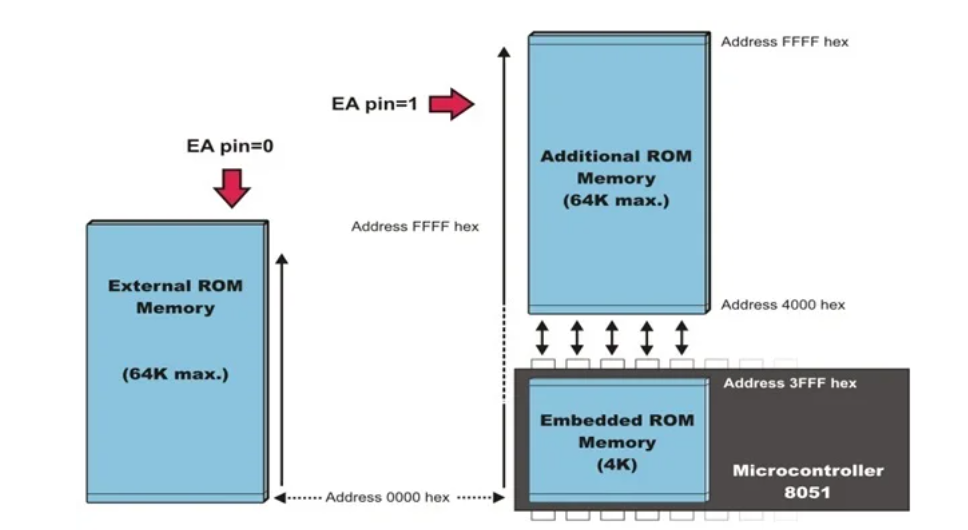 Address FFFF hex
EA pin=1
EA pin=0
Additional ROM
Memory
(64K max.)
Address FFFF hex
External ROM
Memory
(64K max.)
Address 4000 hex
Address 3FFF hex
Embedded ROM
Memory
(4K)
Microcontroller
8051
Address 0000 hex